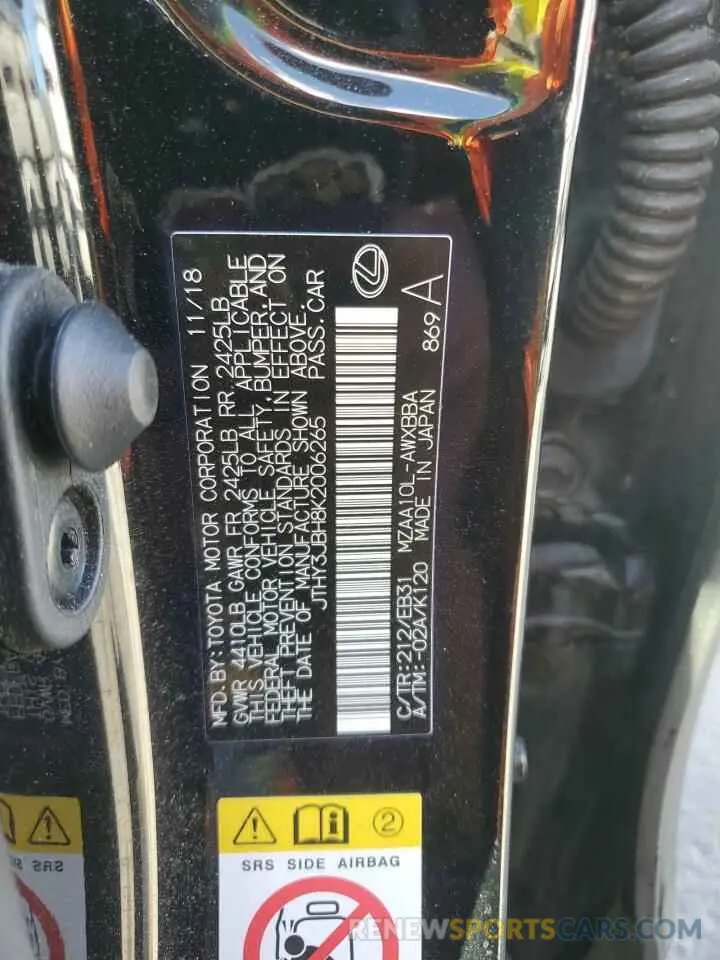 MFD.BY:TOYOTA MOTOR CORPORATION 11/18
GVWR 4410LB GAWR FR 2425LB RR 2425LB
THIS VEHICLE CONFORMS TO ALL APPLICABLE
FEDERAL MOTOR VEHICLE SAFETY, BUMPER, AND
THEFT PREVENTION STANDARDS IN EFFECT ON
THE DATE OF MANUFACTURE SHOWN ABOVE.
JTHY3JBH8K2006265 PASS. CAR
C/TR:212/EB31 MZAA10L-AWXBBA 869 A
A/TM:-02A/K120 MADE IN JAPAN
2
SRS SIDE AIRBAG
SRS
RENEWSPORTSCARS.COM